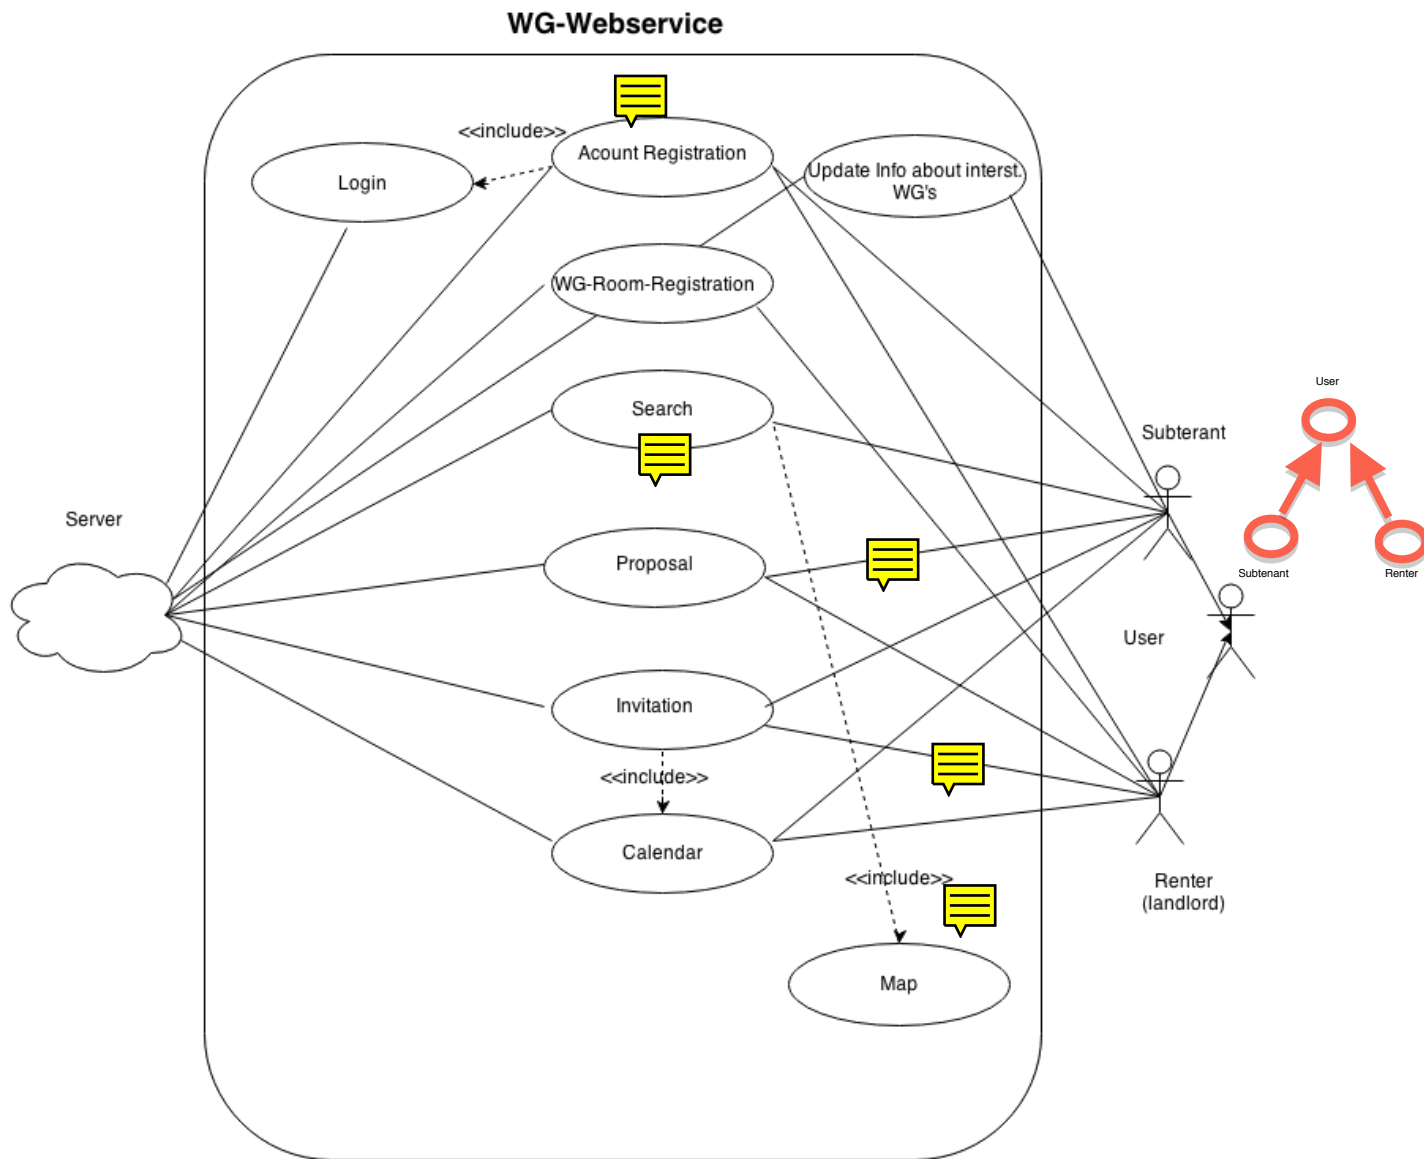 WG-Webservice
<<include>>
Acount Registration
Login
Update Info about interst.
WG's
WG-Room-Registration
Search
User
Subterant
Server
Proposal
Subtenant
Renter
User
Invitation
<<include>>
Calendar
<<include>>
Renter
(landlord)
Map